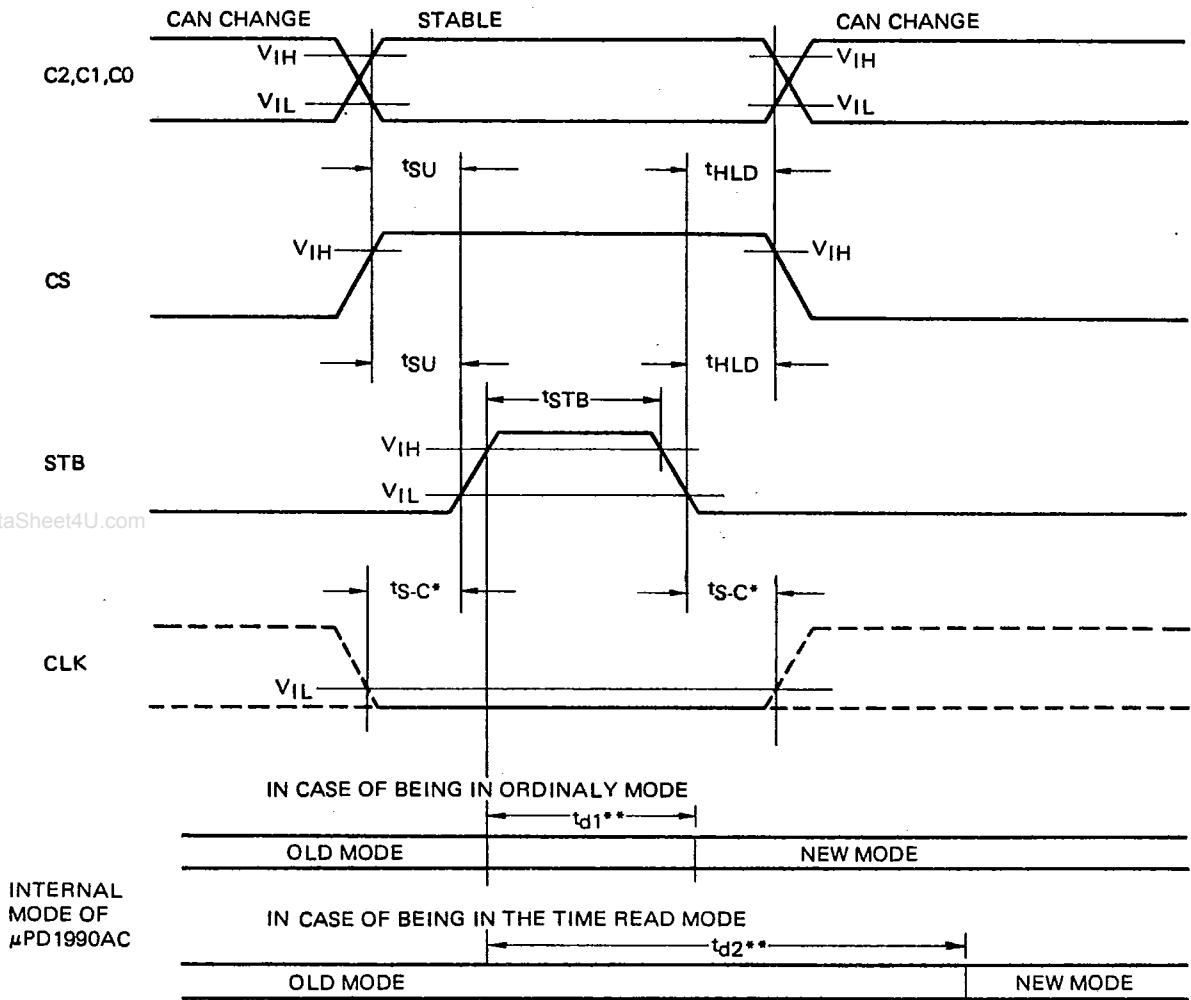 CAN CHANGE STABLE CAN CHANGE
C2,C1,C0
VIH VIH
VIL VIL
tSU tHLD
VIH VIH
CS
tSU tHLD
tSTB
VIH
STB
VIL
taSheet4U.com
tS-C* tS-C*
CLK
VIL
IN CASE OF BEING IN ORDINALY MODE
td1**
OLD MODE NEW MODE
INTERNAL
MODE OF
μPD1990AC
IN CASE OF BEING IN THE TIME READ MODE
td2**
OLD MODE NEW MODE